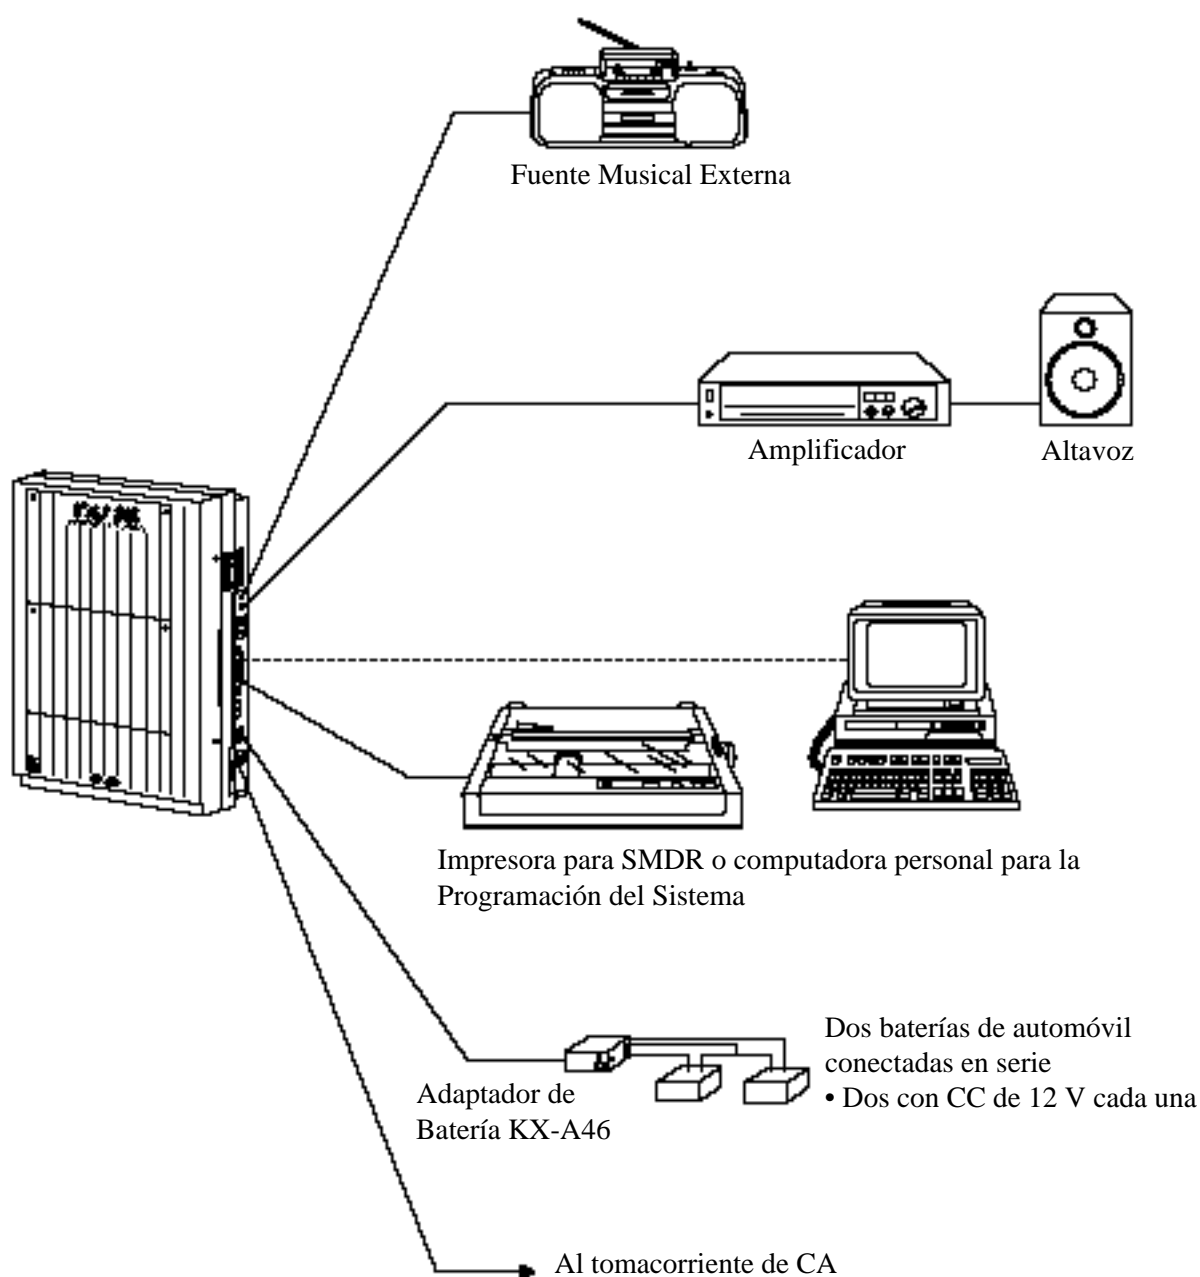 Fuente Musical Externa
Amplificador
Altavoz
Impresora para SMDR o computadora personal para la
Programación del Sistema
Dos baterías de automóvil
conectadas en serie
• Dos con CC de 12 V cada una
Adaptador de
Batería KX-A46
Al tomacorriente de CA